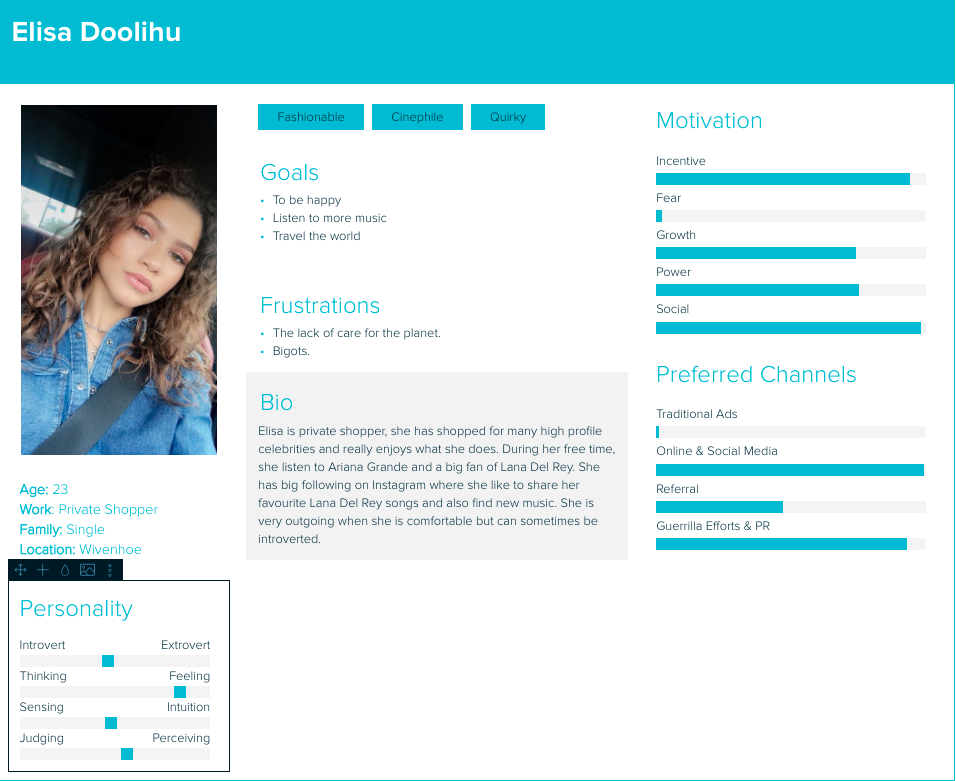 Elisa Doolihu
Fashionable
Cinephile
Quirky
Goals
• To be happy
• Listen to more music
• Travel the world
Frustrations
• The lack of care for the planet.
• Bigots.
Bio
Elisa is private shopper, she has shopped for many high profile
celebrities and really enjoys what she does. During her free time,
she listen to Ariana Grande and a big fan of Lana Del Rey. She
has big following on Instagram where she like to share her
favourite Lana Del Rey songs and also find new music. She is
very outgoing when she is comfortable but can sometimes be
introverted.
Age: 23
Work: Private Shopper
Family: Single
Location: Wivenhoe
Personality
Introvert Extrovert
Thinking Feeling
Sensing Intuition
Judging Perceiving
Motivation
Incentive
Fear
Growth
Power
Social
Preferred Channels
Traditional Ads
Online & Social Media
Referral
Guerrilla Efforts & PR